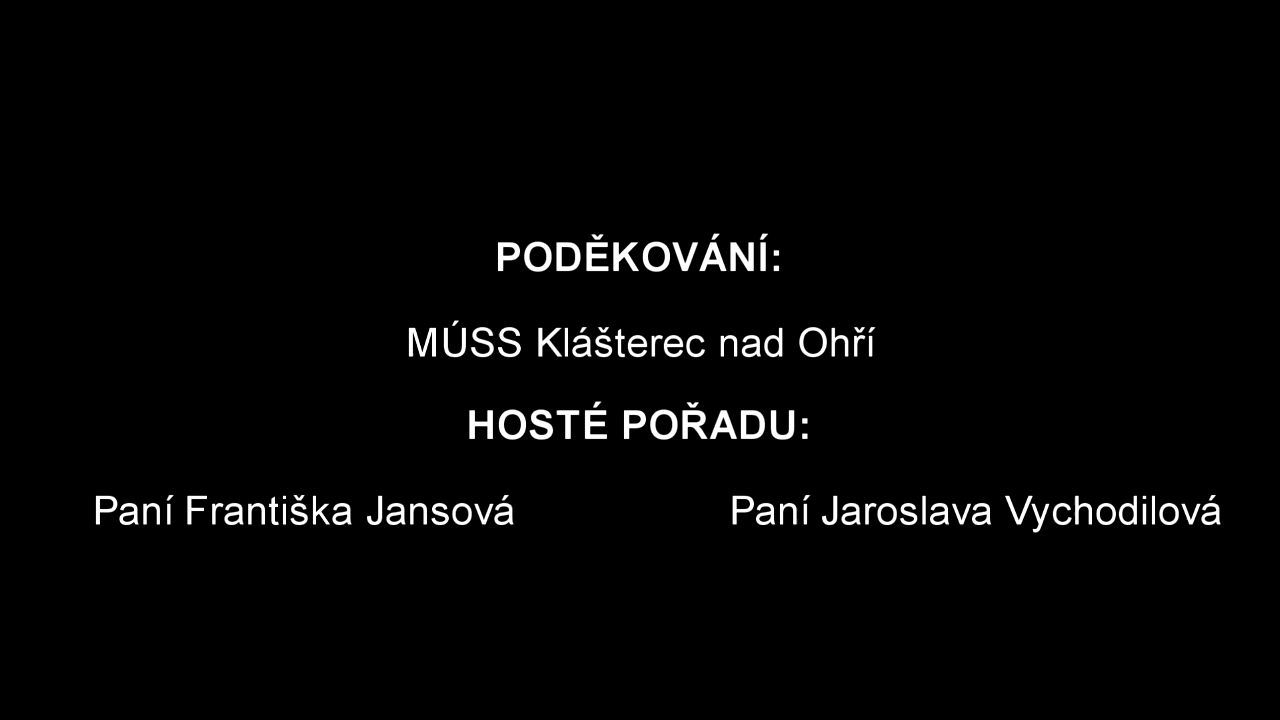 PODĚKOVÁNÍ:
MÚSS Klášterec nad Ohří
HOSTÉ POŘADU:
Paní Františka Jansová Paní Jaroslava Vychodilová